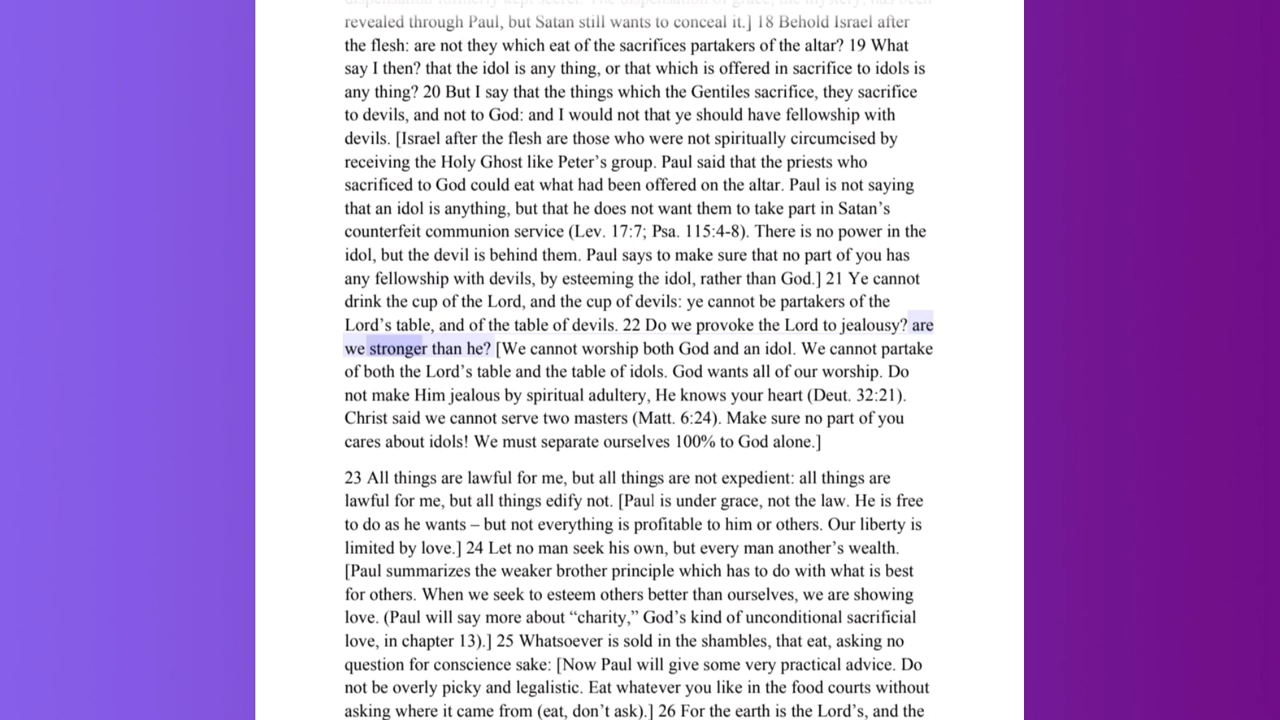 revealed through Paul, but Satan still wants to conceal it.] 18 Behold Israel after
the flesh: are not they which eat of the sacrifices partakers of the altar? 19 What
say I then? that the idol is any thing, or that which is offered in sacrifice to idols is
any thing? 20 But I say that the things which the Gentiles sacrifice, they sacrifice
to devils, and not to God: and I would not that ye should have fellowship with
devils. [Israel after the flesh are those who were not spiritually circumcised by
receiving the Holy Ghost like Peter’s group. Paul said that the priests who
sacrificed to God could eat what had been offered on the altar. Paul is not saying
that an idol is anything, but that he does not want them to take part in Satan’s
counterfeit communion service (Lev. 17:7; Psa. 115:4-8). There is no power in the
idol, but the devil is behind them. Paul says to make sure that no part of you has
any fellowship with devils, by esteeming the idol, rather than God.] 21 Ye cannot
drink the cup of the Lord, and the cup of devils: ye cannot be partakers of the
Lord’s table, and of the table of devils. 22 Do we provoke the Lord to jealousy? are
we stronger than he? [We cannot worship both God and an idol. We cannot partake
of both the Lord’s table and the table of idols. God wants all of our worship. Do
not make Him jealous by spiritual adultery, He knows your heart (Deut. 32:21).
Christ said we cannot serve two masters (Matt. 6:24). Make sure no part of you
cares about idols! We must separate ourselves 100% to God alone.]
23 All things are lawful for me, but all things are not expedient: all things are
lawful for me, but all things edify not. [Paul is under grace, not the law. He is free
to do as he wants – but not everything is profitable to him or others. Our liberty is
limited by love.] 24 Let no man seek his own, but every man another’s wealth.
[Paul summarizes the weaker brother principle which has to do with what is best
for others. When we seek to esteem others better than ourselves, we are showing
love. (Paul will say more about “charity,” God’s kind of unconditional sacrificial
love, in chapter 13).] 25 Whatsoever is sold in the shambles, that eat, asking no
question for conscience sake: [Now Paul will give some very practical advice. Do
not be overly picky and legalistic. Eat whatever you like in the food courts without
asking where it came from (eat, don’t ask).] 26 For the earth is the Lord’s, and the